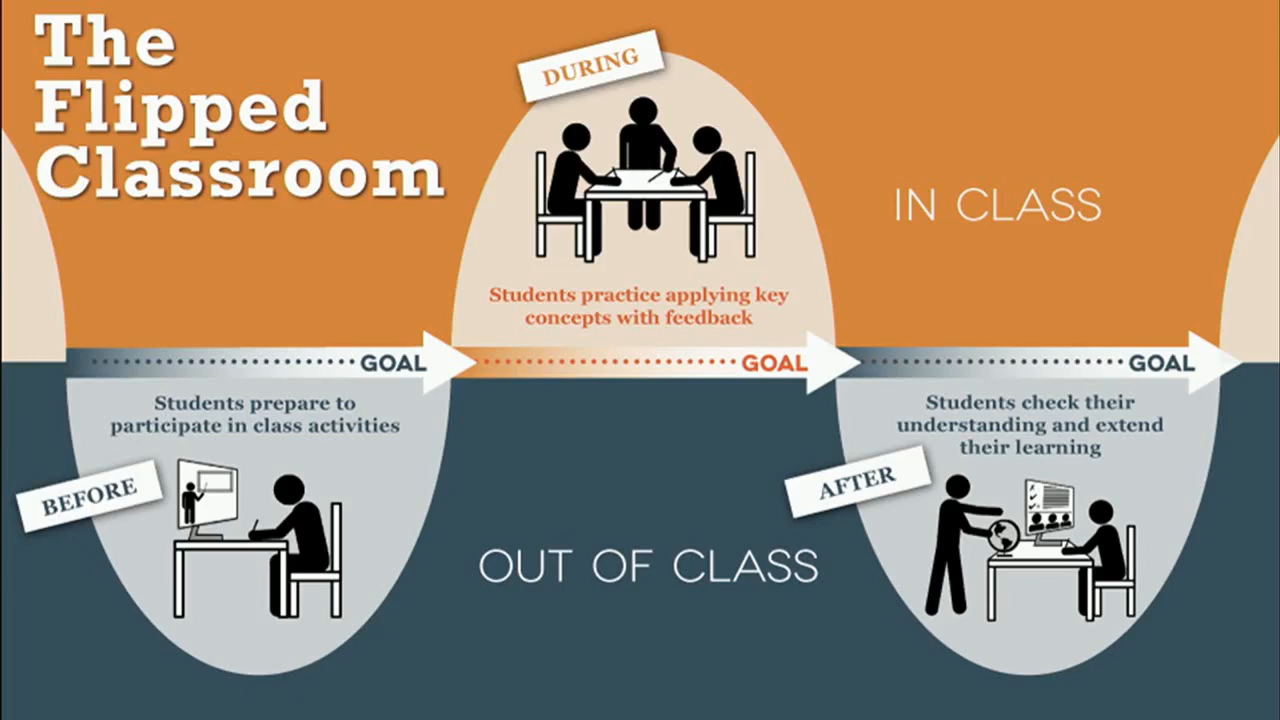 The
Flipped
Classroom
DURING
IN CLASS
Students practice applying key
concepts with feedback
GOAL
GOAL
GOAL
Students prepare to
participate in class activities
BEFORE
OUT OF CLASS
Students check their
understanding and extend
their learning
AFTER